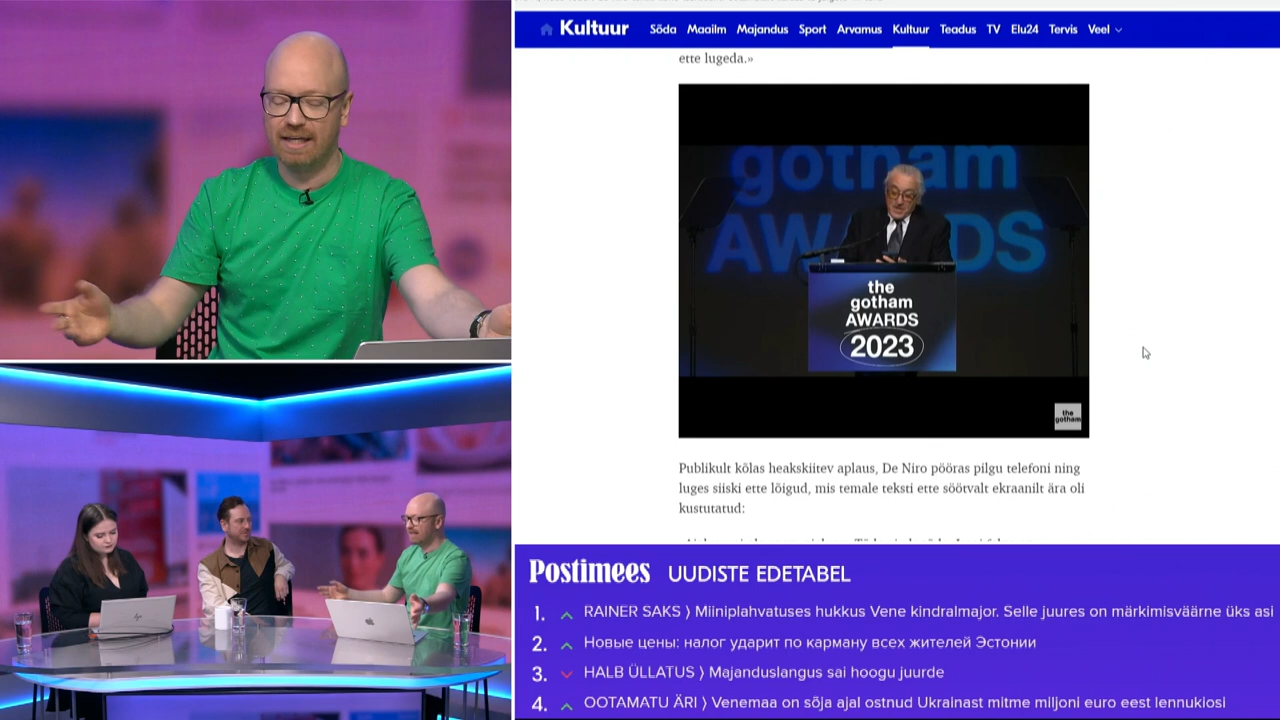 Kultuur Sõda Maailm Majandus Sport Arvamus Kultuur Teadus TV Elu24 Tervis Veel
ette lugeda.»
gotham
AWARDS
the
gotham
AWARDS
2023
the
gotham
Publikult kõlas heakskiitev aplaus, De Niro pööras pilgu telefoni ning
luges siiski ette lõigud, mis temale teksti ette söötvalt ekraanilt ära oli
kustutatud:
Postimees UUDISTE EDETABEL
1. RAINER SAKS ⟩ Miiniplahvatuses hukkus Vene kindralmajor. Selle juures on märkimisväärne üks asi
2. Новые цены: налог ударит по карману всех жителей Эстонии
3. HALB ÜLLATUS ⟩ Majanduslangus sai hoogu juurde
4. OOTAMATU ÄRI ⟩ Venemaa on sõja ajal ostnud Ukrainast mitme miljoni euro eest lennukiosi
hp